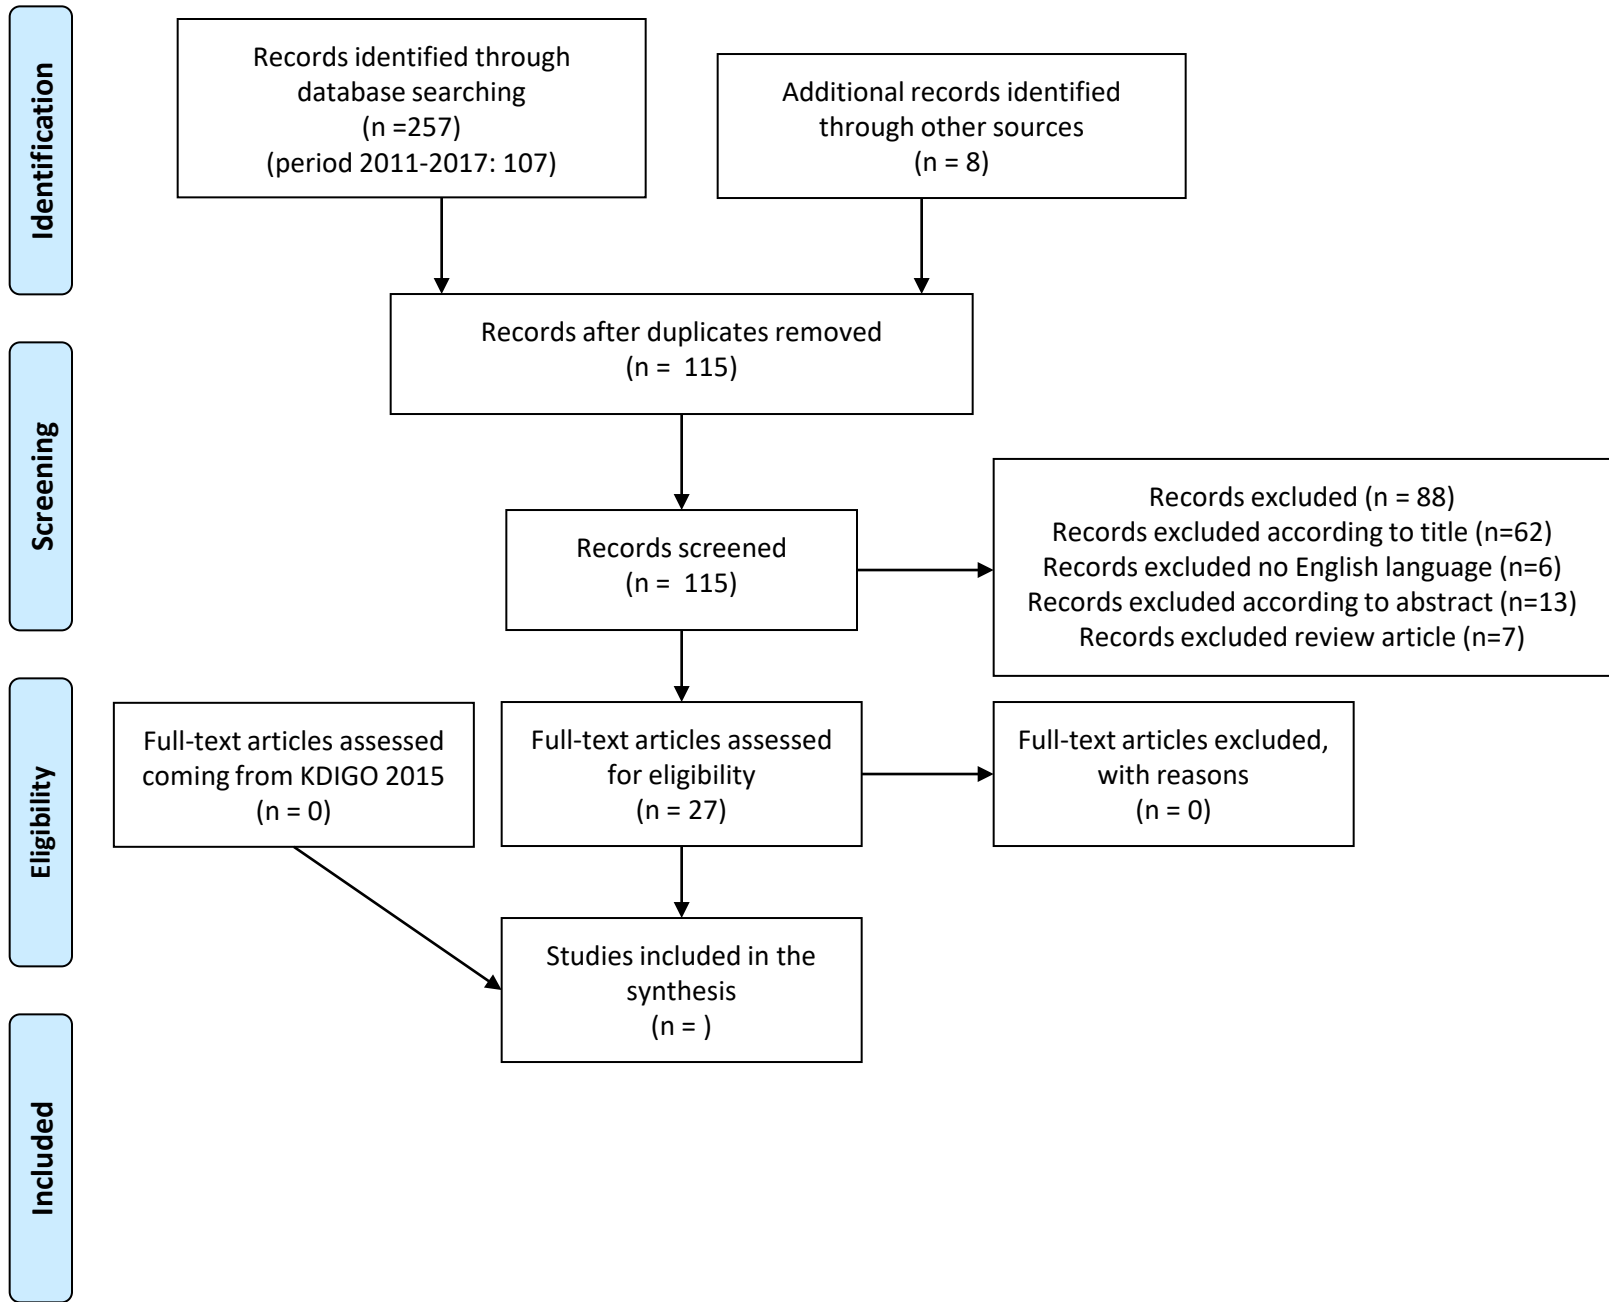 Identification
Records identified through
database searching
(n =257)
(period 2011-2017: 107)
Additional records identified
through other sources
(n = 8)
Records after duplicates removed
(n =  115)
Screening
Records screened
(n =  115)
Records excluded (n = 88)
Records excluded according to title (n=62)
Records excluded no English language (n=6)
Records excluded according to abstract (n=13)
Records excluded review article (n=7)
Eligibility
Full-text articles assessed
coming from KDIGO 2015
(n = 0)
Full-text articles assessed
for eligibility
(n = 27)
Full-text articles excluded,
with reasons
(n = 0)
Studies included in the
synthesis
(n = )
Included